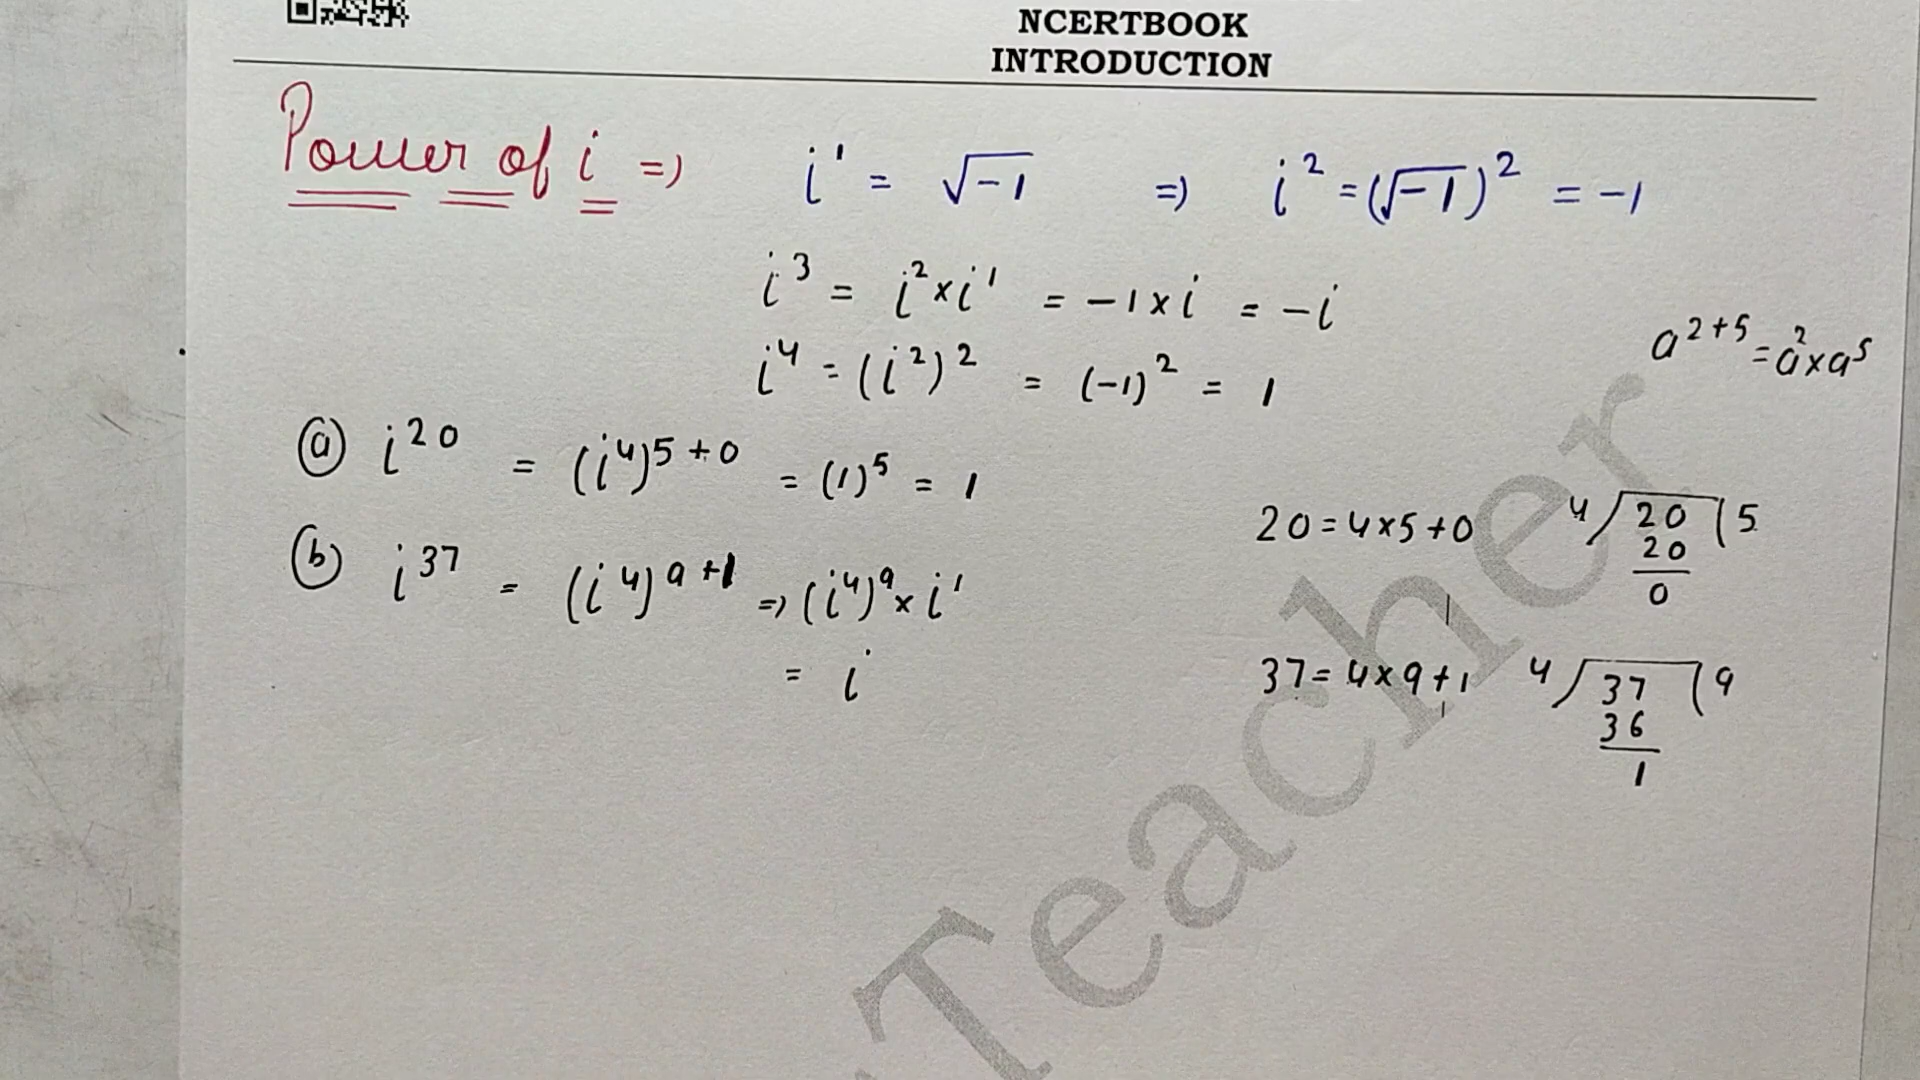 NCERTBOOK
INTRODUCTION
Power of i => i¹ = √-1 => i² = (√-1)² = -1
i³ = i² × i¹ = -1 × i = -i
i⁴ = (i²)² = (-1)² = 1
a²⁺⁵ = a² × a⁵
(a) i²⁰ = (i⁴)⁵⁺⁰ = (1)⁵ = 1
20 = 4×5+0 4 20 5
20
0
(b) i³⁷ = (i⁴)⁹⁺¹ => (i⁴)⁹ × i¹
= i
37 = 4×9+1 4 37 9
36
1
Teacher